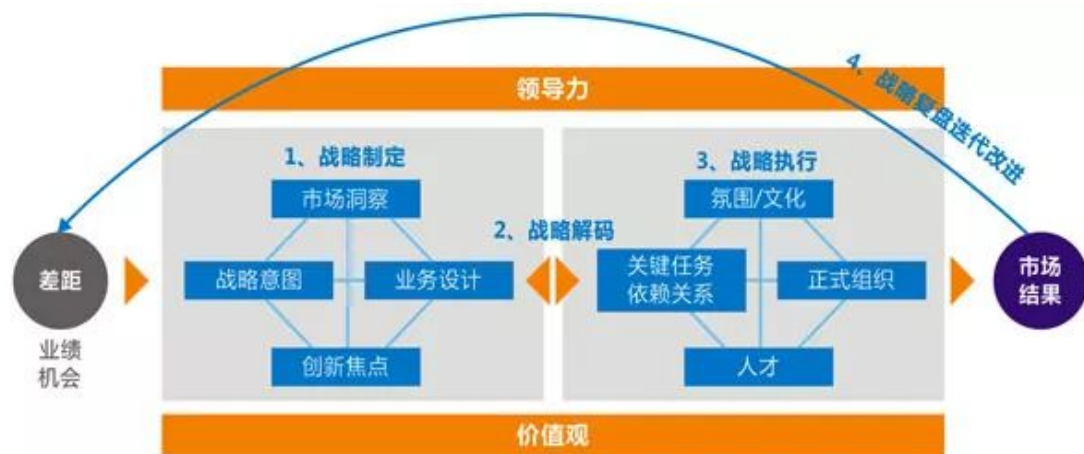 领导力
4、战略复盘迭代改进
1、战略制定
市场洞察
战略意图
业务设计
创新焦点
2、战略解码
3、战略执行
氛围/文化
关键任务
依赖关系
正式组织
人才
差距
业绩
机会
市场
结果
价值观